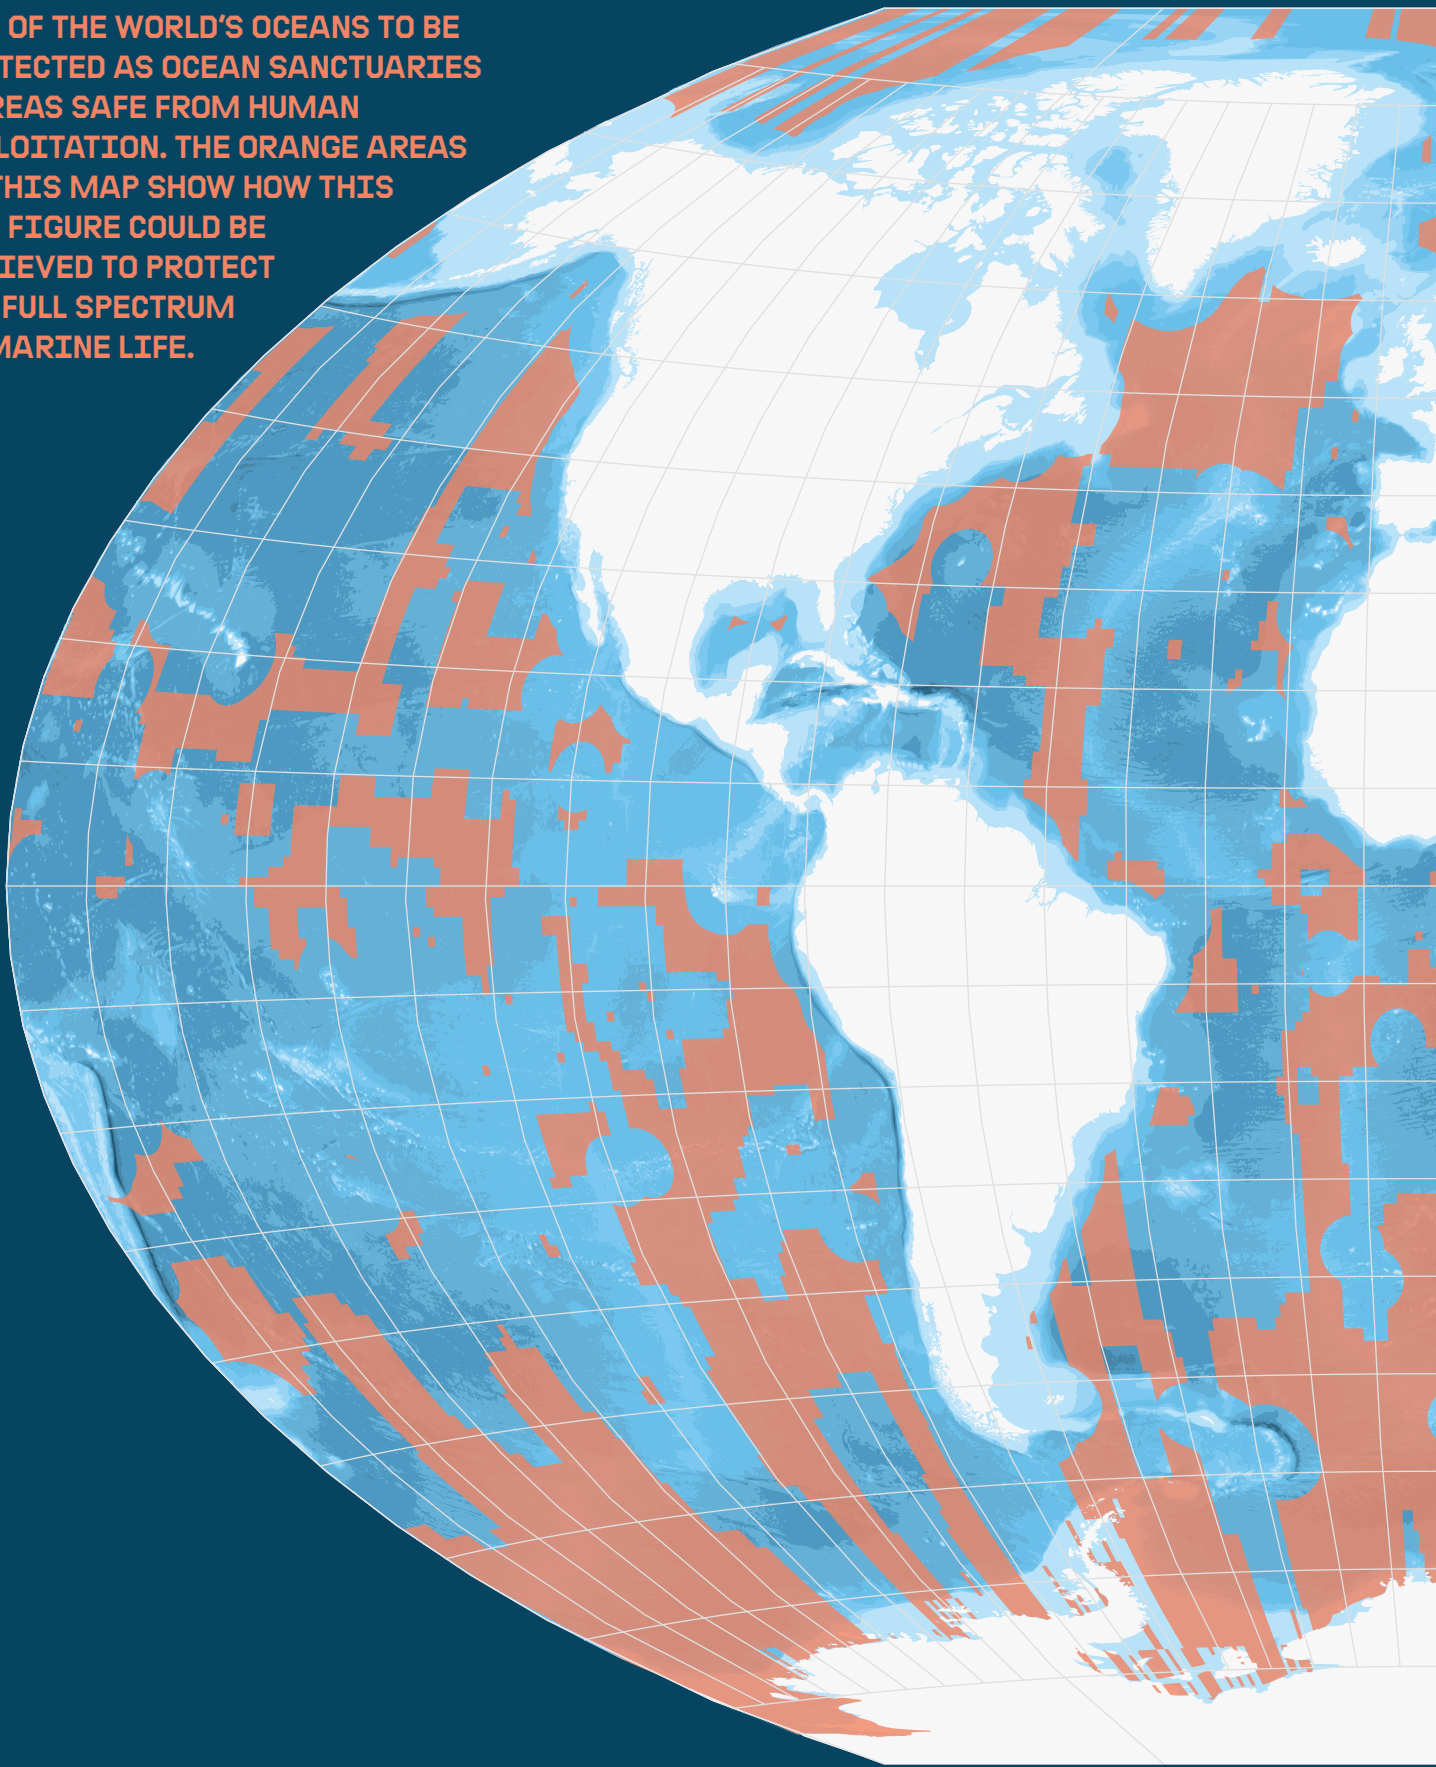 OF THE WORLD'S OCEANS TO BE
TECTED AS OCEAN SANCTUARIES
REAS SAFE FROM HUMAN
LOITATION. THE ORANGE AREAS
THIS MAP SHOW HOW THIS
FIGURE COULD BE
IEVED TO PROTECT
FULL SPECTRUM
MARINE LIFE.